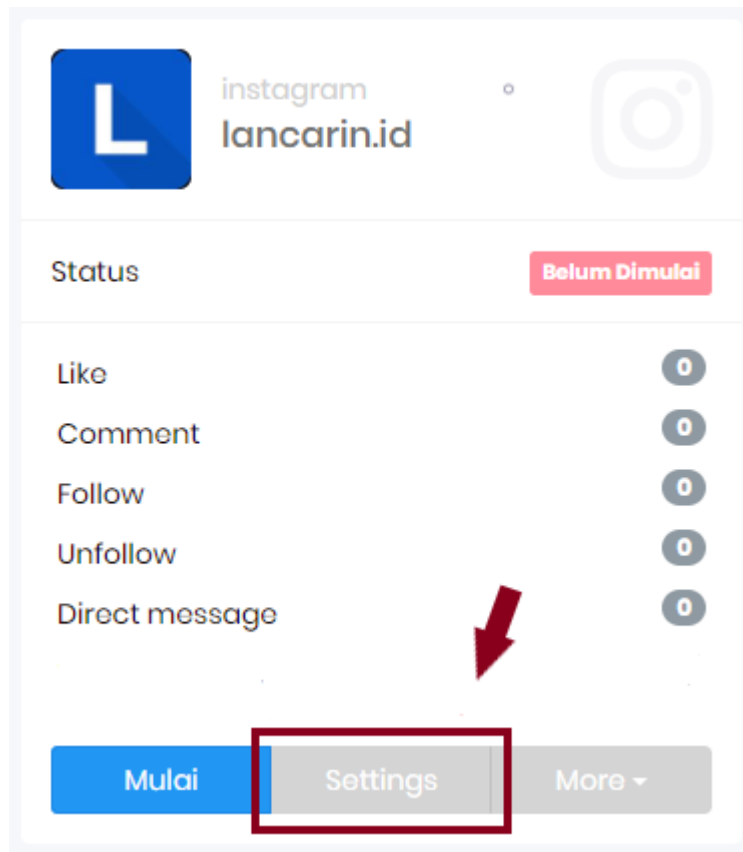 L
instagram
lancarin.id
Status
Belum Dimulai
Like 0
Comment 0
Follow 0
Unfollow 0
Direct message 0
Mulai Settings More